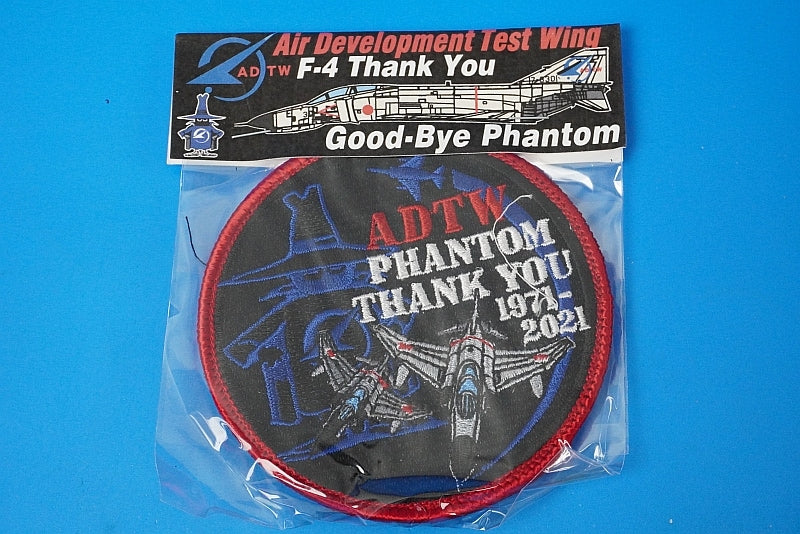 Air Development Test Wing
ADTW F-4 Thank You
Good-Bye Phantom
ADTW
PHANTOM
THANK YOU
1971-
2021